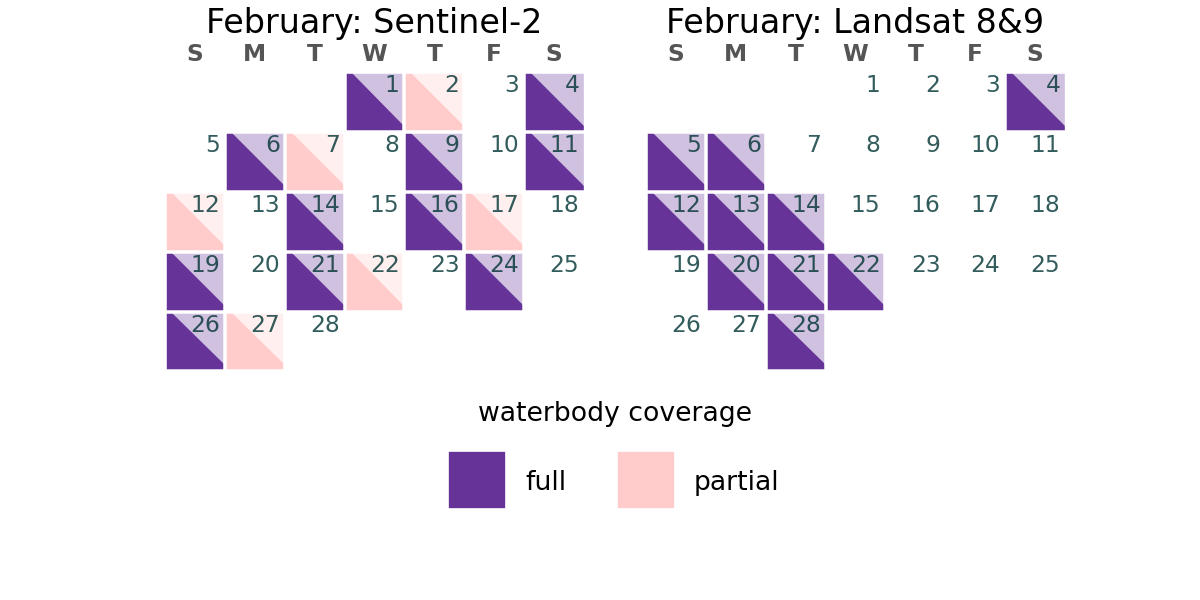 February: Sentinel-2
S M T W T F S
1 2 3 4
5 6 7 8 9 10 11
12 13 14 15 16 17 18
19 20 21 22 23 24 25
26 27 28
February: Landsat 8&9
S M T W T F S
1 2 3 4
5 6 7 8 9 10 11
12 13 14 15 16 17 18
19 20 21 22 23 24 25
26 27 28
waterbody coverage
full partial